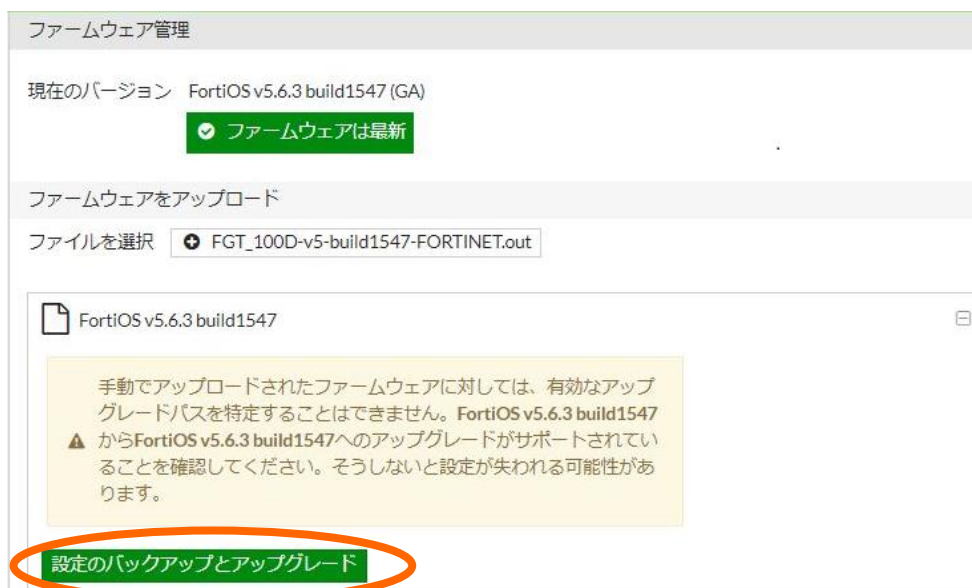 ファームウェア管理
現在のバージョン FortiOS v5.6.3 build1547 (GA)
ファームウェアは最新
ファームウェアをアップロード
ファイルを選択 FGT_100D-v5-build1547-FORTINET.out
FortiOS v5.6.3 build1547
手動でアップロードされたファームウェアに対しては、有効なアップ
グレードパスを特定することはできません。FortiOS v5.6.3 build1547
からFortiOS v5.6.3 build1547へのアップグレードがサポートされてい
ることを確認してください。そうしないと設定が失われる可能性があ
ります。
設定のバックアップとアップグレード